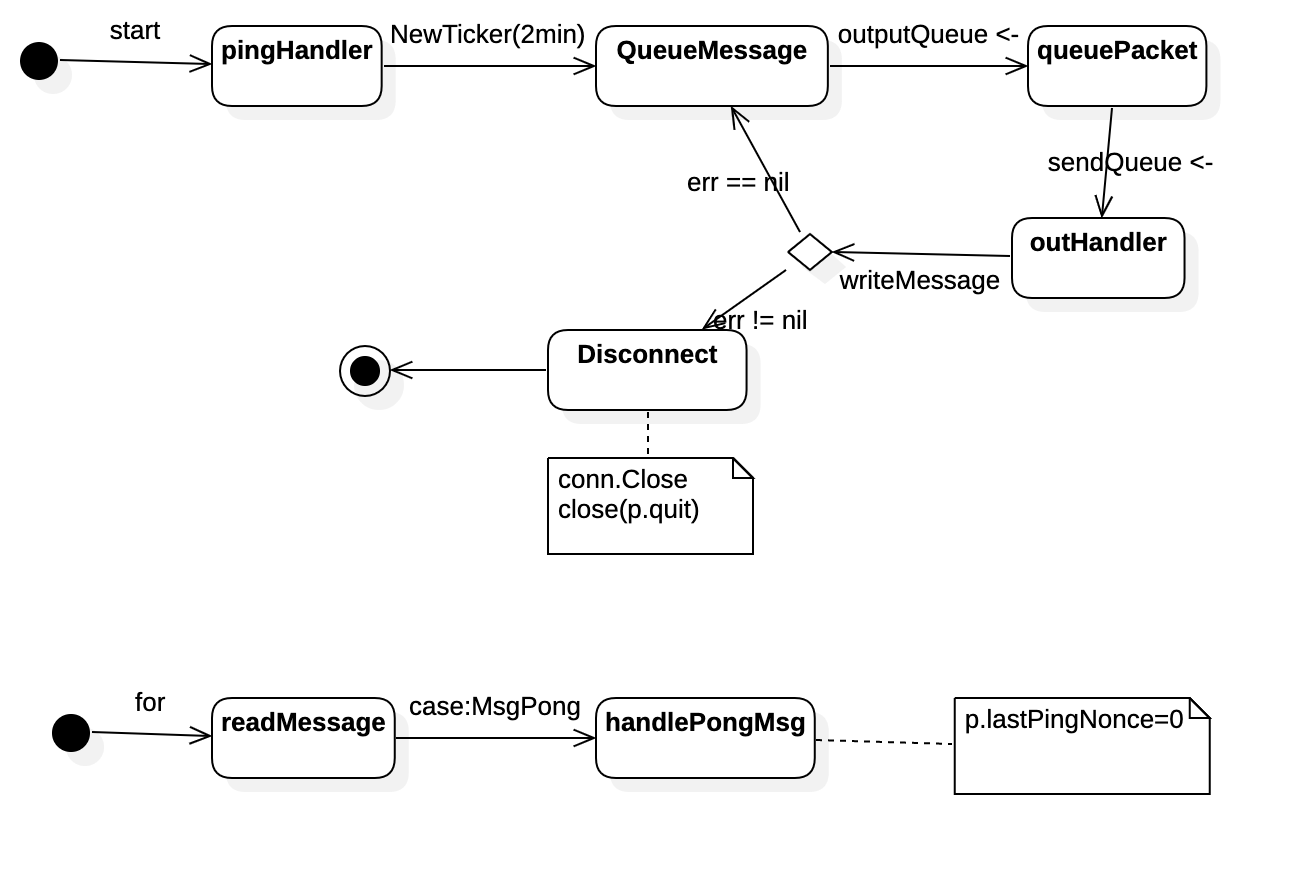 start
pingHandler
NewTicker(2min)
QueueMessage
outputQueue <-
queuePacket
sendQueue <-
err == nil
outHandler
writeMessage
err != nil
Disconnect
conn.Close
close(p.quit)
for
readMessage
case:MsgPong
handlePongMsg
p.lastPingNonce=0